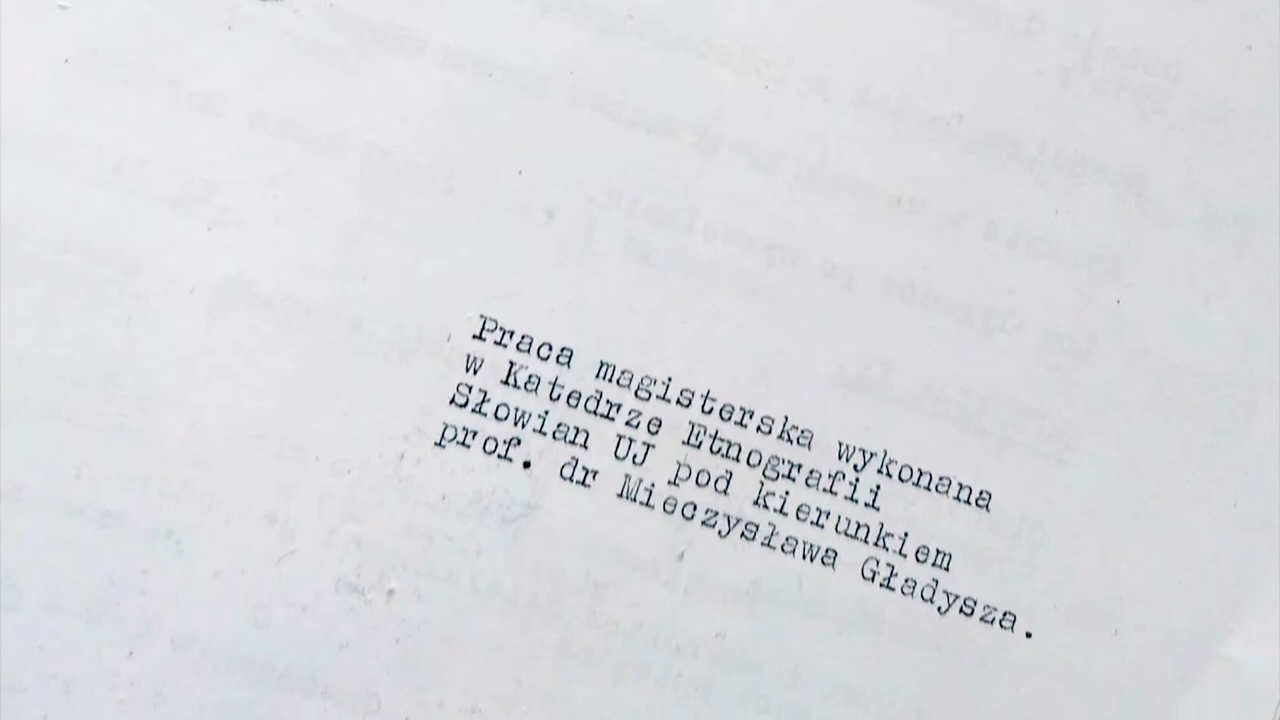 Praca magisterska wykonana
w Katedrze Etnografii
Słowian UJ pod kierunkiem
prof. dr Mieczysława Gładysza.